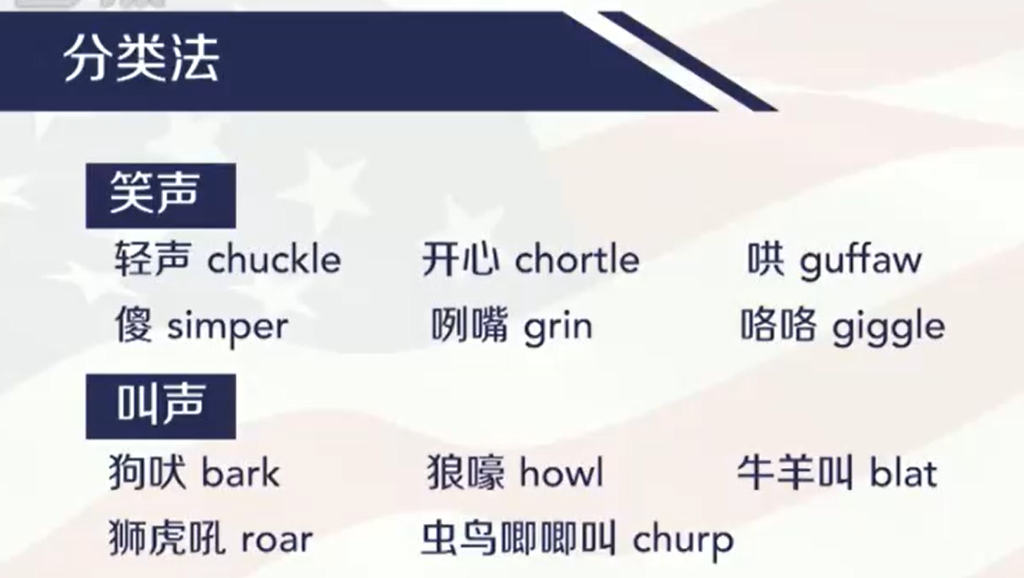 分类法
笑声
轻声 chuckle 开心 chortle 哄 guffaw
傻 simper 咧嘴 grin 咯咯 giggle
叫声
狗吠 bark 狼嚎 howl 牛羊叫 blat
狮虎吼 roar 虫鸟唧唧叫 churp